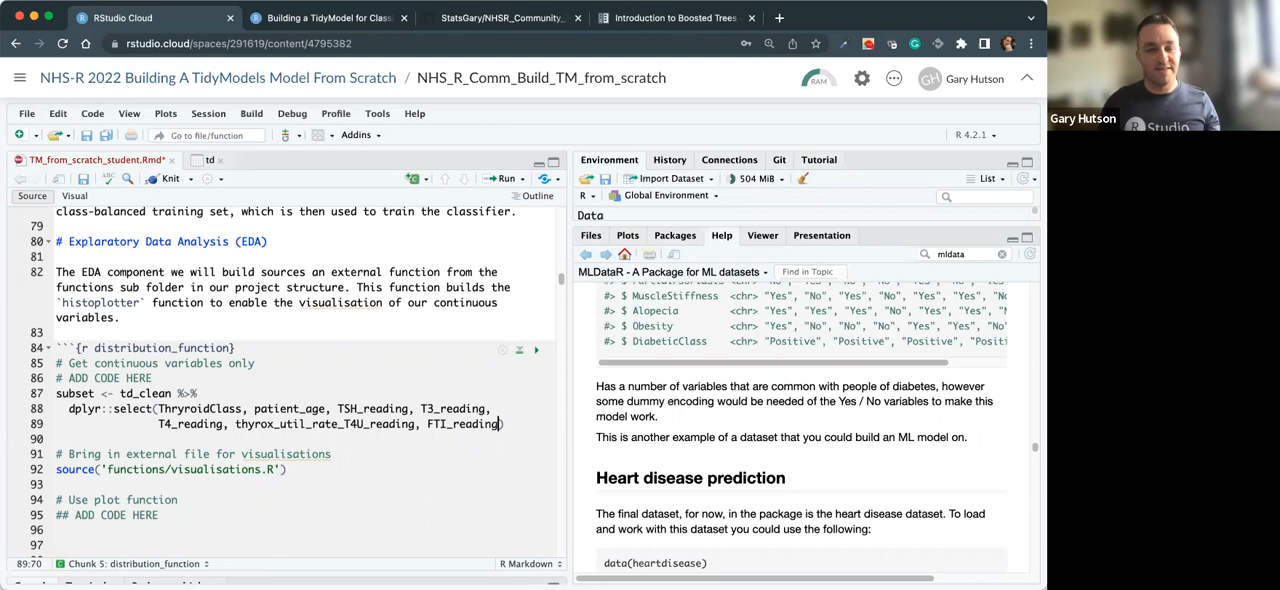 RStudio Cloud
Building a TidyModel for Class
StatsGary/NHSR_Community_
Introduction to Boosted Trees
rstudio.cloud/spaces/291619/content/4795382
NHS-R 2022 Building A TidyModels Model From Scratch / NHS_R_Comm_Build_TM_from_scratch
RAM
GH Gary Hutson
File Edit Code View Plots Session Build Debug Profile Tools Help
Go to file/function Addins R 4.2.1
TM_from_scratch_student.Rmd* td
ABC Knit Run
Source Visual Outline
class-balanced training set, which is then used to train the classifier.
79
80 # Explaratory Data Analysis (EDA)
81
82 The EDA component we will build sources an external function from the
functions sub folder in our project structure. This function builds the
`histoplotter` function to enable the visualisation of our continuous
variables.
83
84 ```{r distribution_function}
85 # Get continuous variables only
86 # ADD CODE HERE
87 subset <- td_clean %>%
88 dplyr::select(ThryroidClass, patient_age, TSH_reading, T3_reading,
89 T4_reading, thyrox_util_rate_T4U_reading, FTI_reading)
90
91 # Bring in external file for visualisations
92 source('functions/visualisations.R')
93
94 # Use plot function
95 ## ADD CODE HERE
96
97
89:70 Chunk 5: distribution_function R Markdown
Environment History Connections Git Tutorial
Import Dataset 504 MiB List
R Global Environment
Data
Files Plots Packages Help Viewer Presentation
mldata
MLDataR - A Package for ML datasets Find in Topic
#> $ MuscleStiffness <chr> "Yes", "No", "Yes", "Yes", "Yes", "Yes", "No
#> $ Alopecia <chr> "Yes", "Yes", "Yes", "No", "Yes", "Yes", "Yes
#> $ Obesity <chr> "Yes", "No", "No", "No", "Yes", "Yes", "Yes"
#> $ DiabeticClass <chr> "Positive", "Positive", "Positive", "Positi
Has a number of variables that are common with people of diabetes, however
some dummy encoding would be needed of the Yes / No variables to make this
model work.
This is another example of a dataset that you could build an ML model on.
Heart disease prediction
The final dataset, for now, in the package is the heart disease dataset. To load
and work with this dataset you could use the following:
data(heartdisease)
Gary Hutson
R Studio